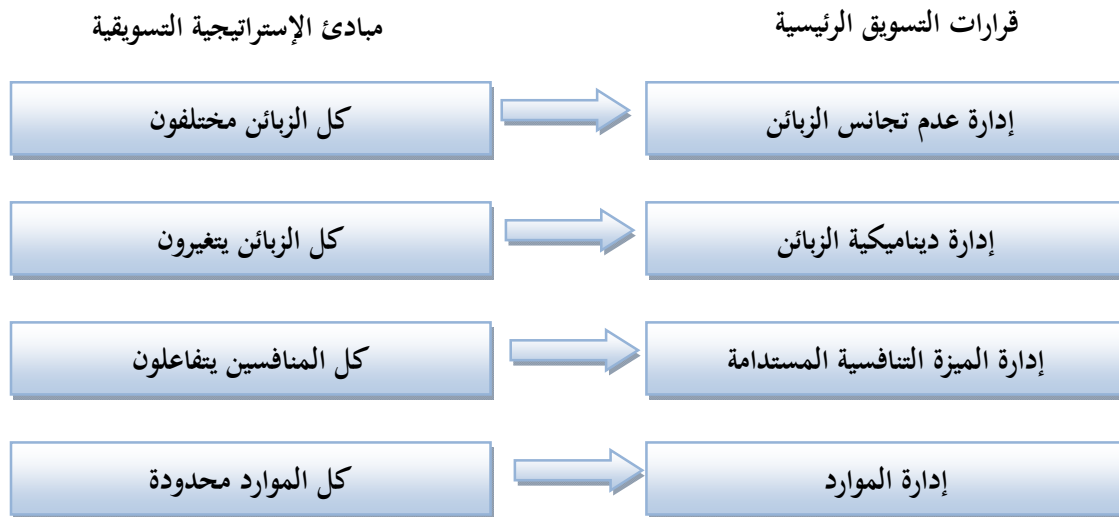 قرارات التسويق الرئيسية
مبادئ الإستراتيجية التسويقية
إدارة عدم تجانس الزبائن
كل الزبائن مختلفون
إدارة ديناميكية الزبائن
كل الزبائن يتغيرون
إدارة الميزة التنافسية المستدامة
كل المنافسين يتفاعلون
إدارة الموارد
كل الموارد محدودة